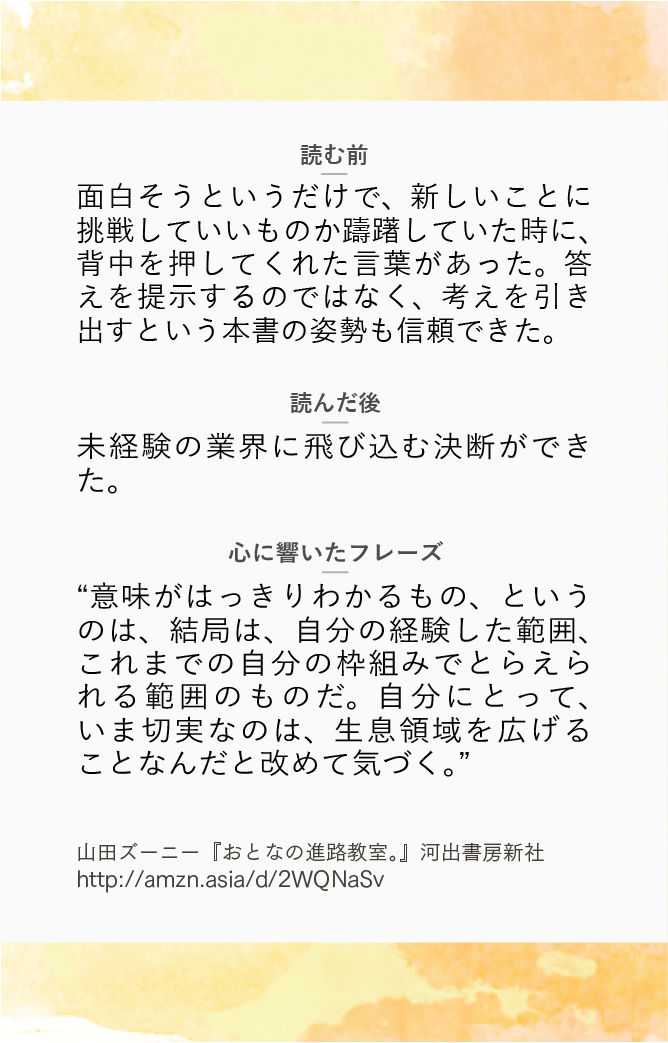 読む前
面白そうというだけで、新しいことに
挑戦していいものか躊躇していた時に、
背中を押してくれた言葉があった。答
えを提示するのではなく、考えを引き
出すという本書の姿勢も信頼できた。
読んだ後
未経験の業界に飛び込む決断ができ
た。
心に響いたフレーズ
“意味がはっきりわかるもの、という
のは、結局は、自分の経験した範囲、
これまでの自分の枠組みでとらえら
れる範囲のものだ。自分にとって、
いま切実なのは、生息領域を広げる
ことなんだと改めて気づく。”
山田ズーニー『おとなの進路教室。』河出書房新社
http://amzn.asia/d/2WQNaSv